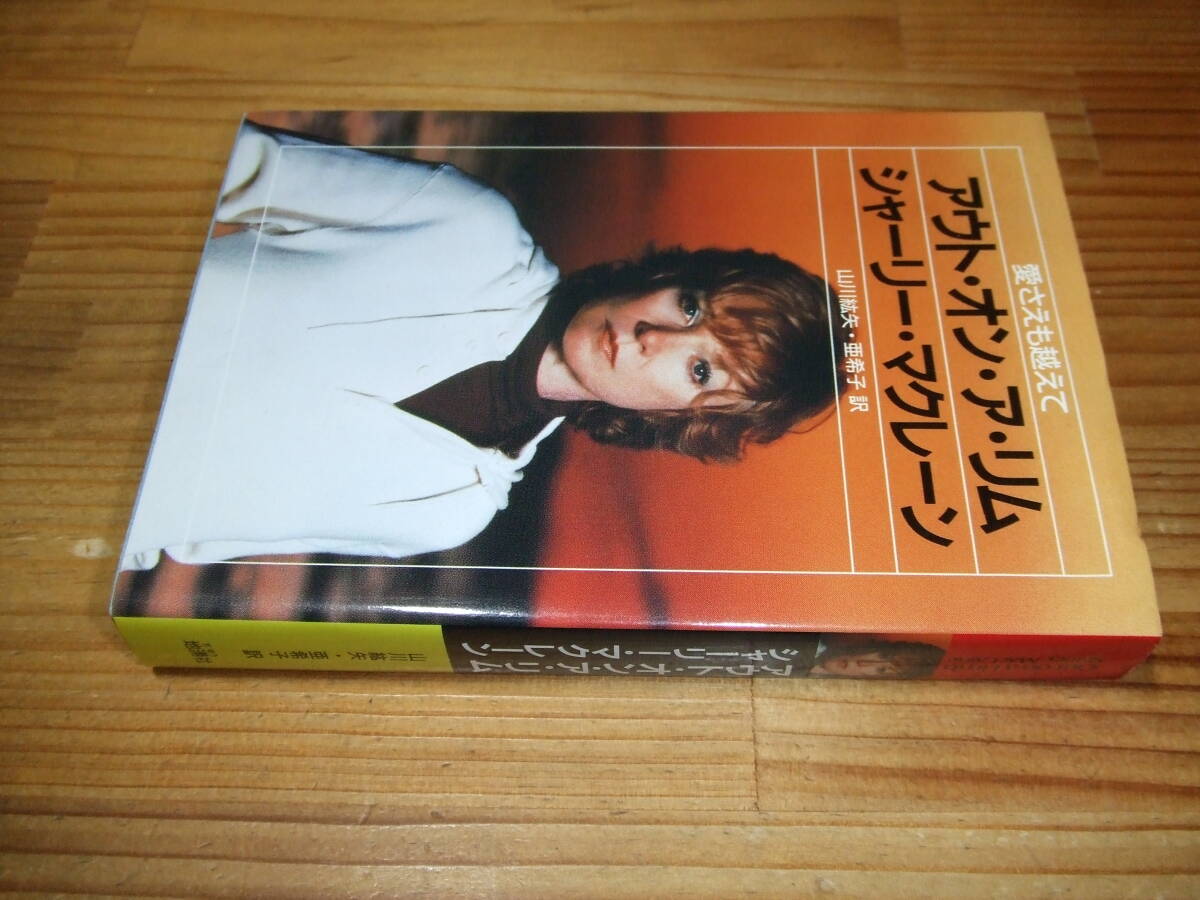 愛さえも越えて
アウト・オン・ア・リム
シャーリー・マクレーン
山川紘矢・亜希子 訳
アウト・オン・ア・リム
シャーリー・マクレーン
山川紘矢・亜希子 訳